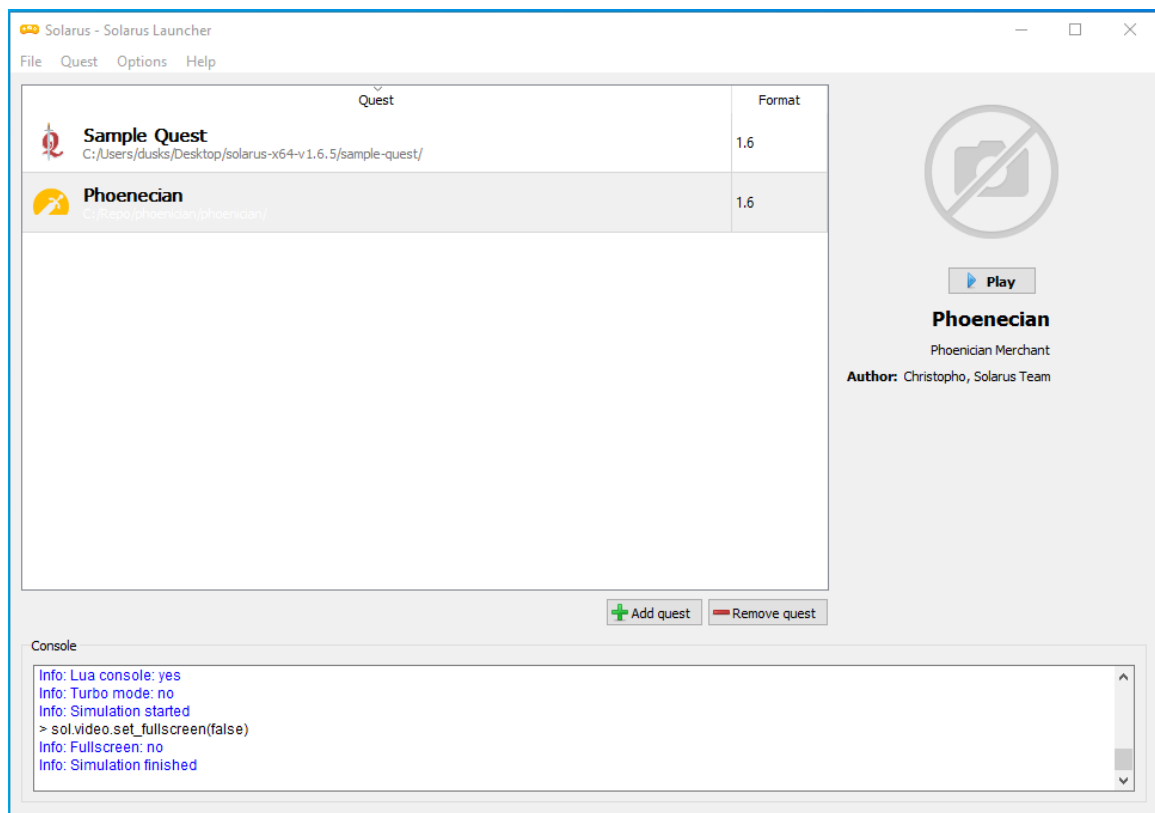 Solarus - Solarus Launcher
File Quest Options Help
Quest Format
Sample Quest
C:/Users/dusks/Desktop/solarus-x64-v1.6.5/sample-quest/
1.6
Phoenecian
C:/Repo/phoenician/phoenician/
1.6
Play
Phoenecian
Phoenician Merchant
Author: Christopho, Solarus Team
Add quest Remove quest
Console
Info: Lua console: yes
Info: Turbo mode: no
Info: Simulation started
> sol.video.set_fullscreen(false)
Info: Fullscreen: no
Info: Simulation finished